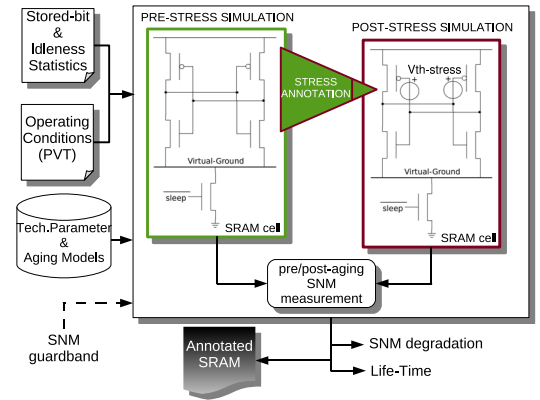 Stored-bit
&
Idleness
Statistics
Operating
Conditions
(PVT)
Tech.Parameter
&
Aging Models
SNM
guardband
PRE-STRESS SIMULATION
Virtual-Ground
sleep
SRAM cell
STRESS
ANNOTATION
POST-STRESS SIMULATION
Vth-stress
+
+
Virtual-Ground
sleep
SRAM cell
pre/post-aging
SNM
measurement
Annotated
SRAM
SNM degradation
Life-Time